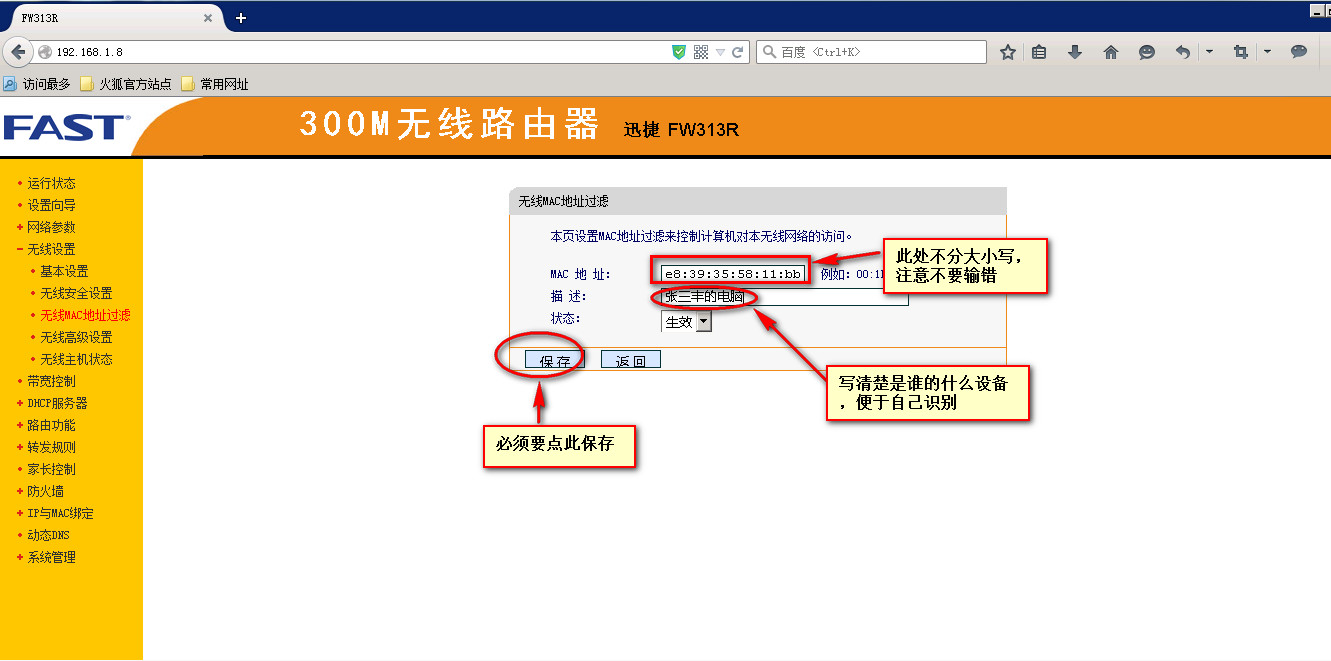 FW313R
192.168.1.8
百度 <Ctrl+K>
访问最多 火狐官方站点 常用网址
FAST
300M无线路由器 迅捷 FW313R
运行状态
设置向导
网络参数
无线设置
基本设置
无线安全设置
无线MAC地址过滤
无线高级设置
无线主机状态
带宽控制
DHCP服务器
路由功能
转发规则
家长控制
防火墙
IP与MAC绑定
动态DNS
系统管理
无线MAC地址过滤
本页设置MAC地址过滤来控制计算机对本无线网络的访问。
MAC 地 址: e8:39:35:58:11:bb 例如: 00:1
描 述: 张三丰的电脑
状态: 生效
保 存 返 回
此处不分大小写,
注意不要输错
写清楚是谁的什么设备
,便于自己识别
必须要点此保存